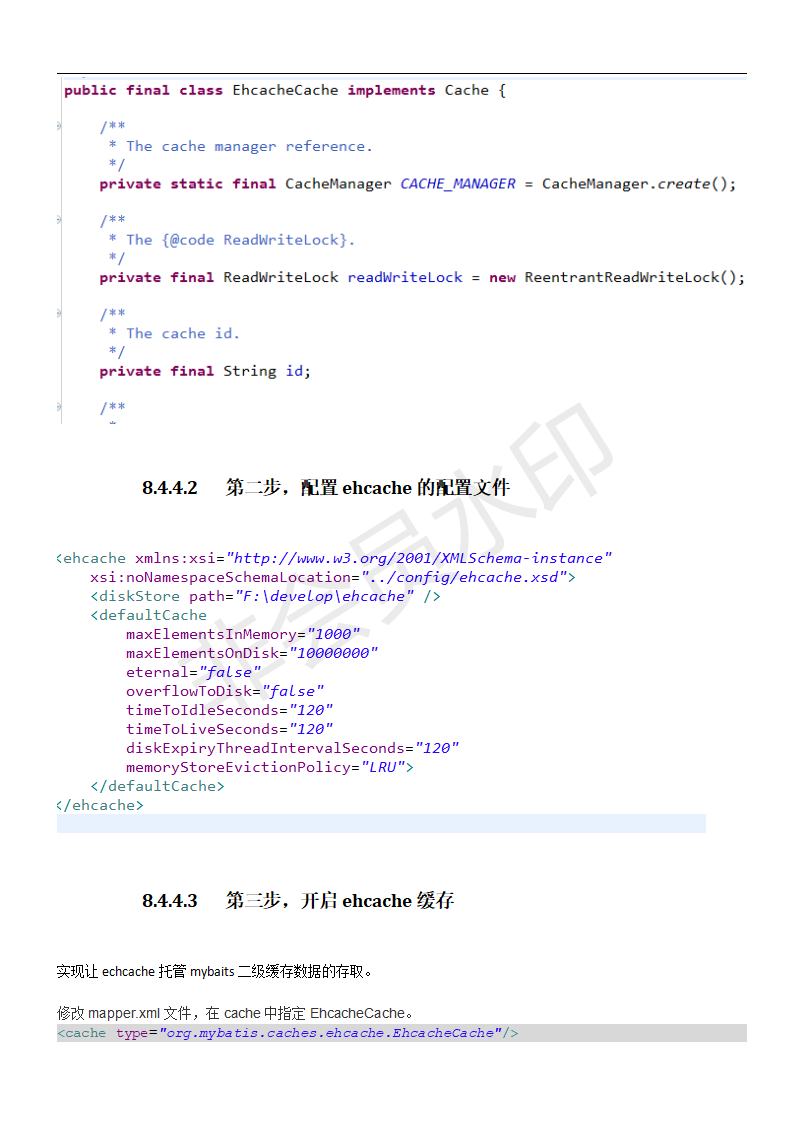 public final class EhcacheCache implements Cache {
/**
* The cache manager reference.
*/
private static final CacheManager CACHE_MANAGER = CacheManager.create();
/**
* The {@code ReadWriteLock}.
*/
private final ReadWriteLock readWriteLock = new ReentrantReadWriteLock();
/**
* The cache id.
*/
private final String id;
/**
*
8.4.4.2 第二步，配置 ehcache 的配置文件
<ehcache xmlns:xsi="http://www.w3.org/2001/XMLSchema-instance"
xsi:noNamespaceSchemaLocation="../config/ehcache.xsd">
<diskStore path="F:\develop\ehcache" />
<defaultCache
maxElementsInMemory="1000"
maxElementsOnDisk="10000000"
eternal="false"
overflowToDisk="false"
timeToIdleSeconds="120"
timeToLiveSeconds="120"
diskExpiryThreadIntervalSeconds="120"
memoryStoreEvictionPolicy="LRU">
</defaultCache>
</ehcache>
8.4.4.3 第三步，开启 ehcache 缓存
实现让 echcache 托管 mybaits 二级缓存数据的存取。
修改 mapper.xml 文件，在 cache 中指定 EhcacheCache。
<cache type="org.mybatis.caches.ehcache.EhcacheCache"/>
非会员水印